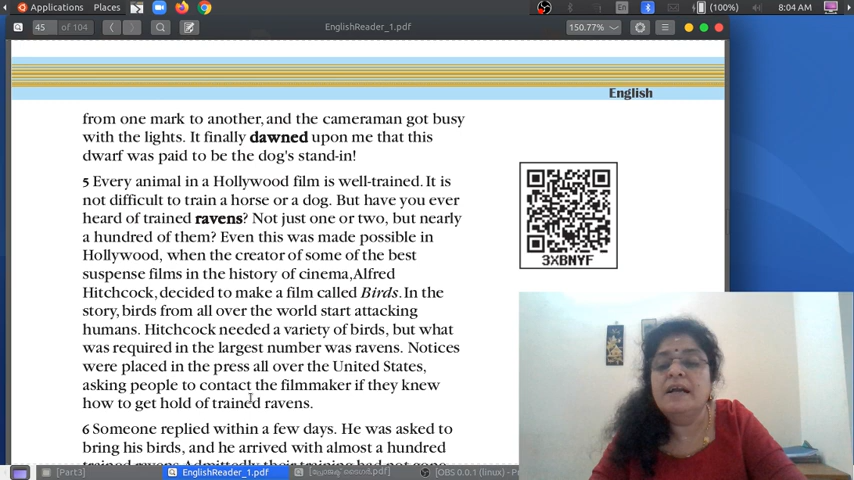 Applications Places En (100%) 8:04 AM
45 of 104 EnglishReader_1.pdf 150.77%
English
from one mark to another, and the cameraman got busy
with the lights. It finally dawned upon me that this
dwarf was paid to be the dog's stand-in!
5 Every animal in a Hollywood film is well-trained. It is
not difficult to train a horse or a dog. But have you ever
heard of trained ravens? Not just one or two, but nearly
a hundred of them? Even this was made possible in
Hollywood, when the creator of some of the best
suspense films in the history of cinema,Alfred
Hitchcock, decided to make a film called Birds. In the
story, birds from all over the world start attacking
humans. Hitchcock needed a variety of birds, but what
was required in the largest number was ravens. Notices
were placed in the press all over the United States,
asking people to contact the filmmaker if they knew
how to get hold of trained ravens.
3XBNYF
6 Someone replied within a few days. He was asked to
bring his birds, and he arrived with almost a hundred
trained ravens. Admittedly, their training had not gone
[Part3] EnglishReader_1.pdf [OBS 0.0.1 (linux) - Pr